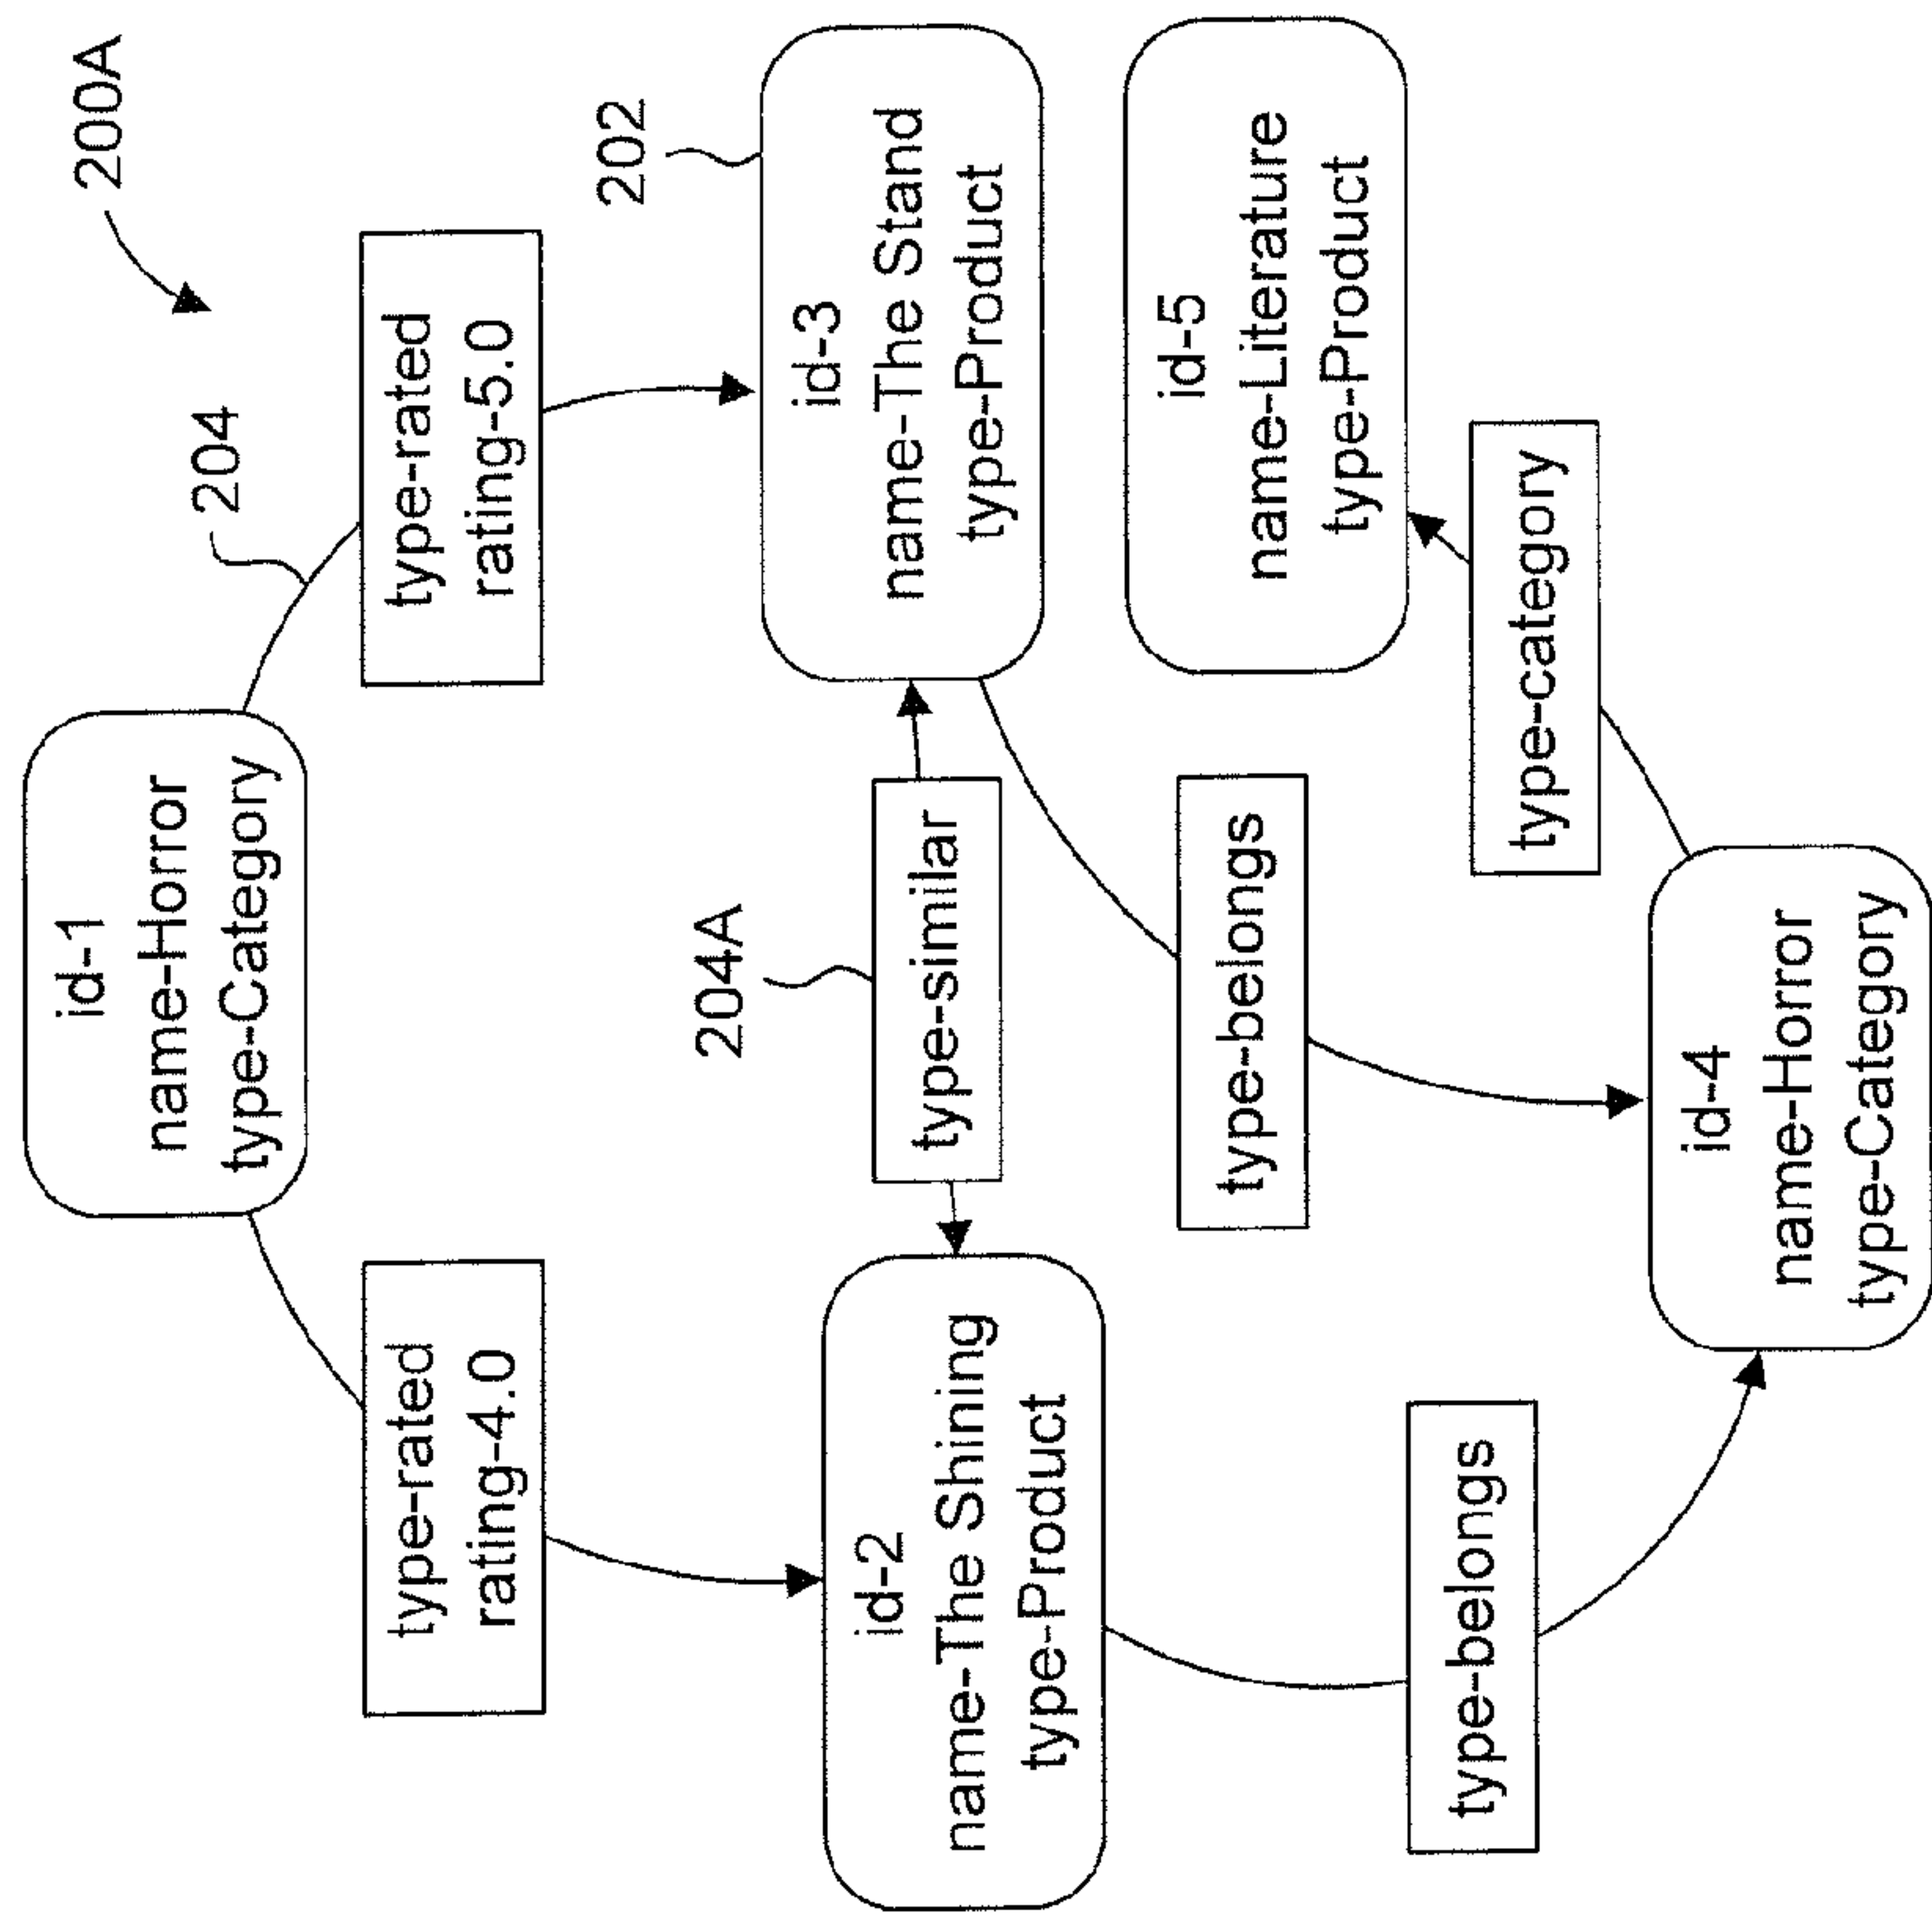 200A
id-1
name-Horror
type-Category
204
type-rated
rating-4.0
type-rated
rating-5.0
202
204A
id-2
name-The Shining
type-Product
type-similar
id-3
name-The Stand
type-Product
type-belongs
id-5
name-Literature
type-Product
type-belongs
type-category
id-4
name-Horror
type-Category